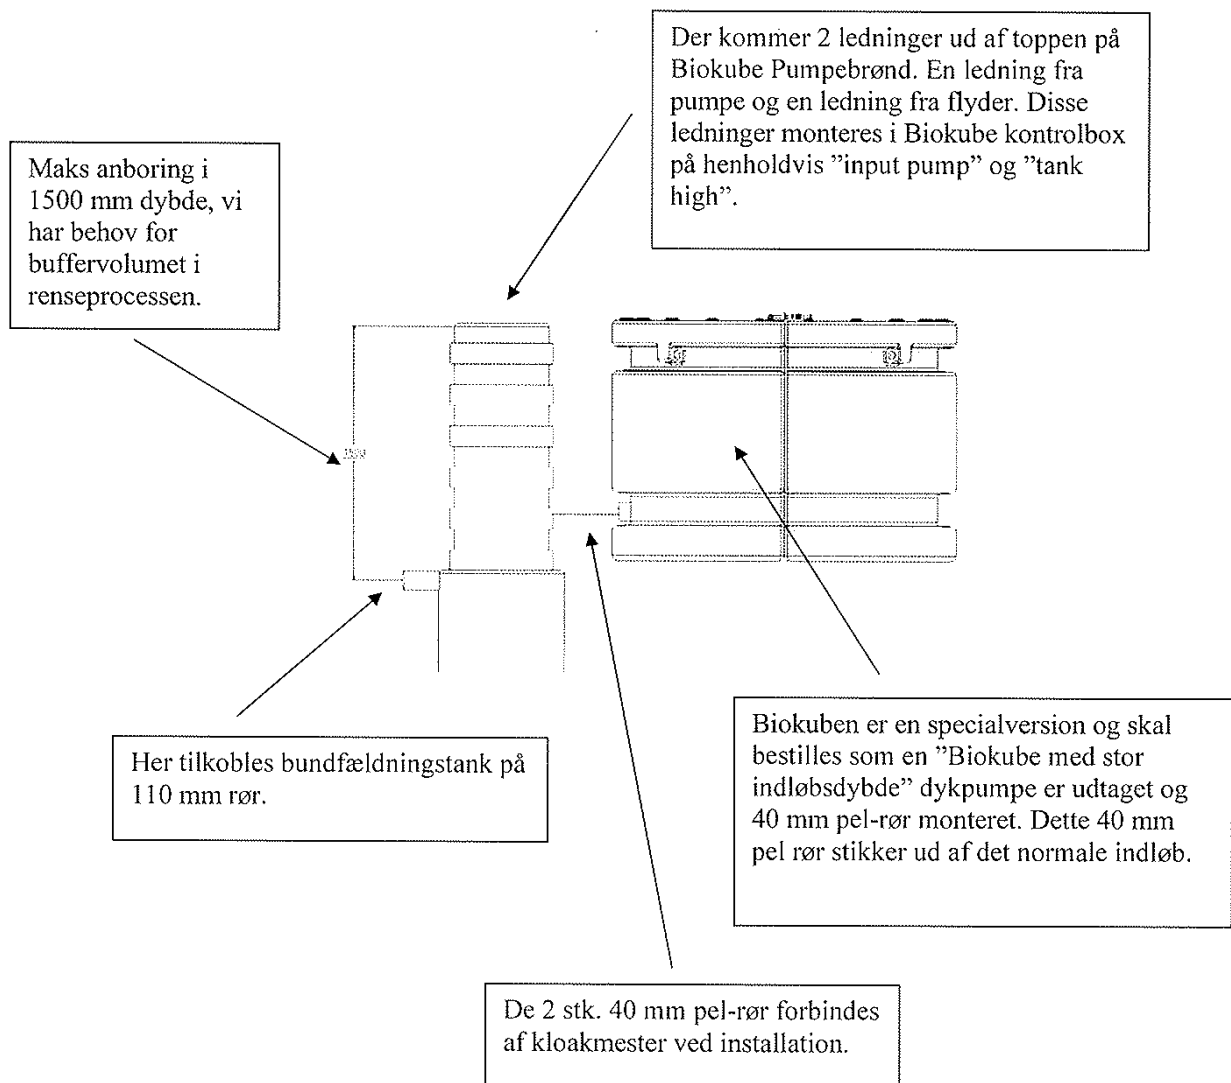 Der kommer 2 ledninger ud af toppen på
Biokube Pumpebrønd. En ledning fra
pumpe og en ledning fra flyder. Disse
ledninger monteres i Biokube kontrolbox
på henholdvis ”input pump” og ”tank
high”.
Maks anboring i
1500 mm dybde, vi
har behov for
buffervolumet i
renseprocessen.
Her tilkobles bundfældningstank på
110 mm rør.
Biokuben er en specialversion og skal
bestilles som en ”Biokube med stor
indløbsdybde” dykpumpe er udtaget og
40 mm pel-rør monteret. Dette 40 mm
pel rør stikker ud af det normale indløb.
De 2 stk. 40 mm pel-rør forbindes
af kloakmester ved installation.